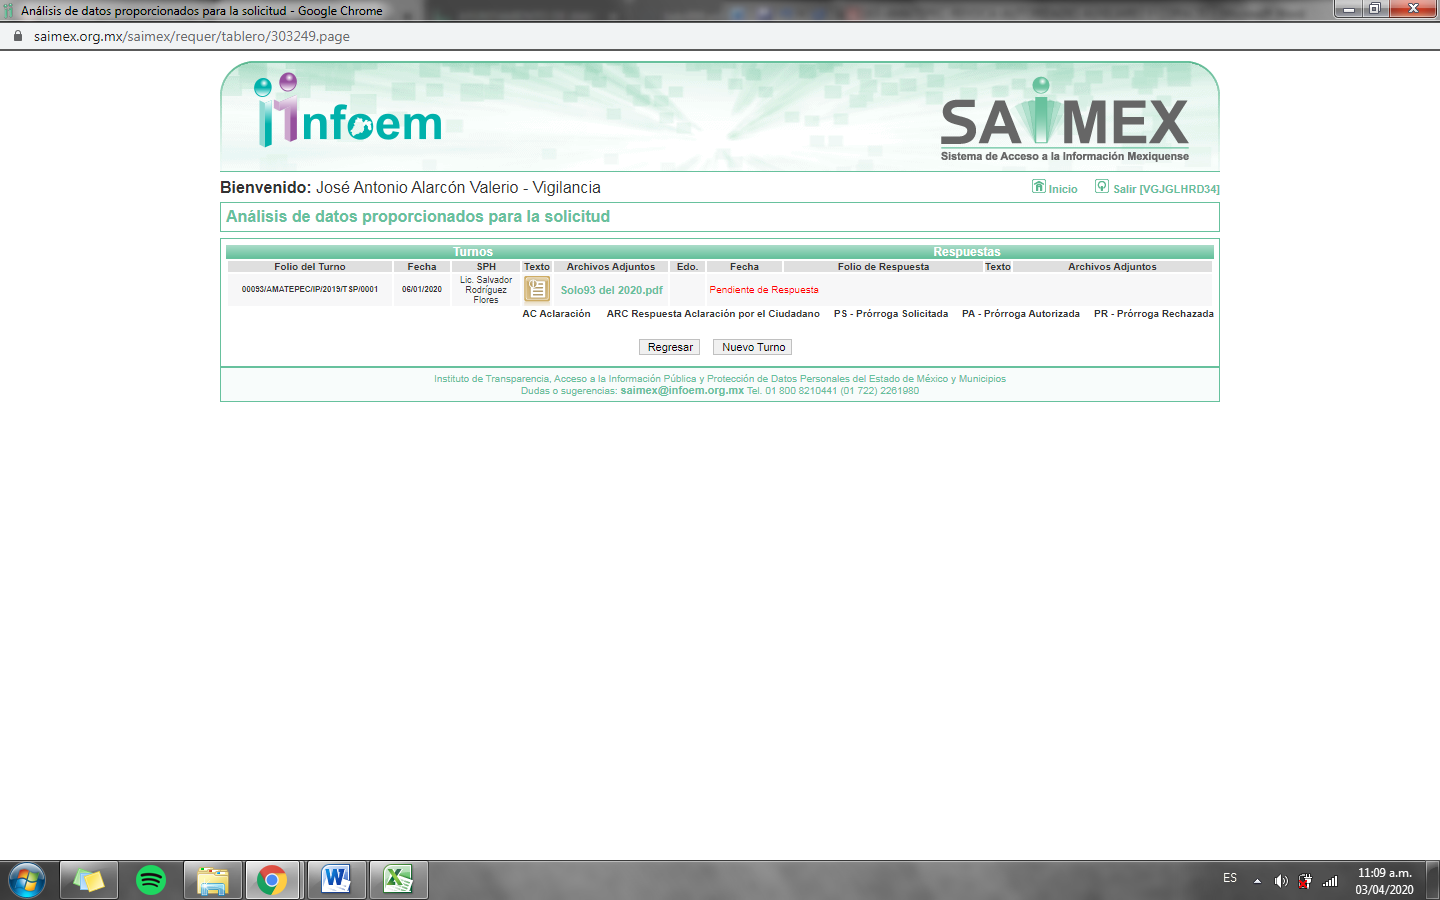 Análisis de datos proporcionados para la solicitud - Google Chrome
saimex.org.mx/saimex/requer/tablero/303249.page
infoem
SAIMEX
Sistema de Acceso a la Información Mexiquense
Bienvenido: José Antonio Alarcón Valerio - Vigilancia
Inicio Salir [VGJGLHRD34]
Análisis de datos proporcionados para la solicitud
Turnos Respuestas
Folio del Turno Fecha SPH Texto Archivos Adjuntos Edo. Fecha Folio de Respuesta Texto Archivos Adjuntos
00093/AMATEPEC/IP/2019/TSP/0001 06/01/2020 Lic. Salvador Rodríguez Flores Solo93 del 2020.pdf Pendiente de Respuesta
AC Aclaración ARC Respuesta Aclaración por el Ciudadano PS - Prórroga Solicitada PA - Prórroga Autorizada PR - Prórroga Rechazada
Regresar Nuevo Turno
Instituto de Transparencia, Acceso a la Información Pública y Protección de Datos Personales del Estado de México y Municipios
Dudas o sugerencias: saimex@infoem.org.mx Tel. 01 800 8210441 (01 722) 2261980
ES 11:09 a.m.
03/04/2020